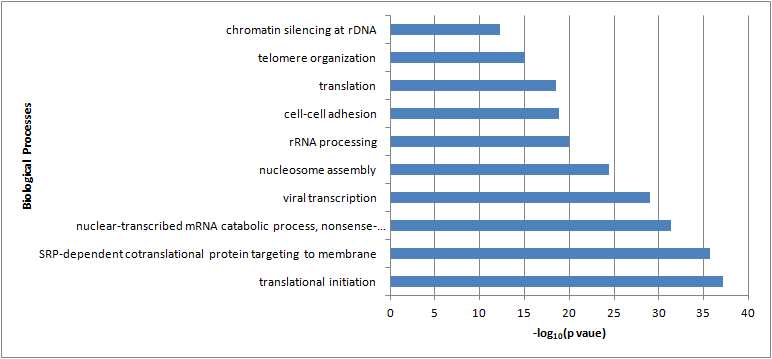 chromatin silencing at rDNA
telomere organization
translation
cell-cell adhesion
rRNA processing
nucleosome assembly
viral transcription
nuclear-transcribed mRNA catabolic process, nonsense-...
SRP-dependent cotranslational protein targeting to membrane
translational initiation
Biological Processes
0 5 10 15 20 25 30 35 40
-log₁₀(p vaue)